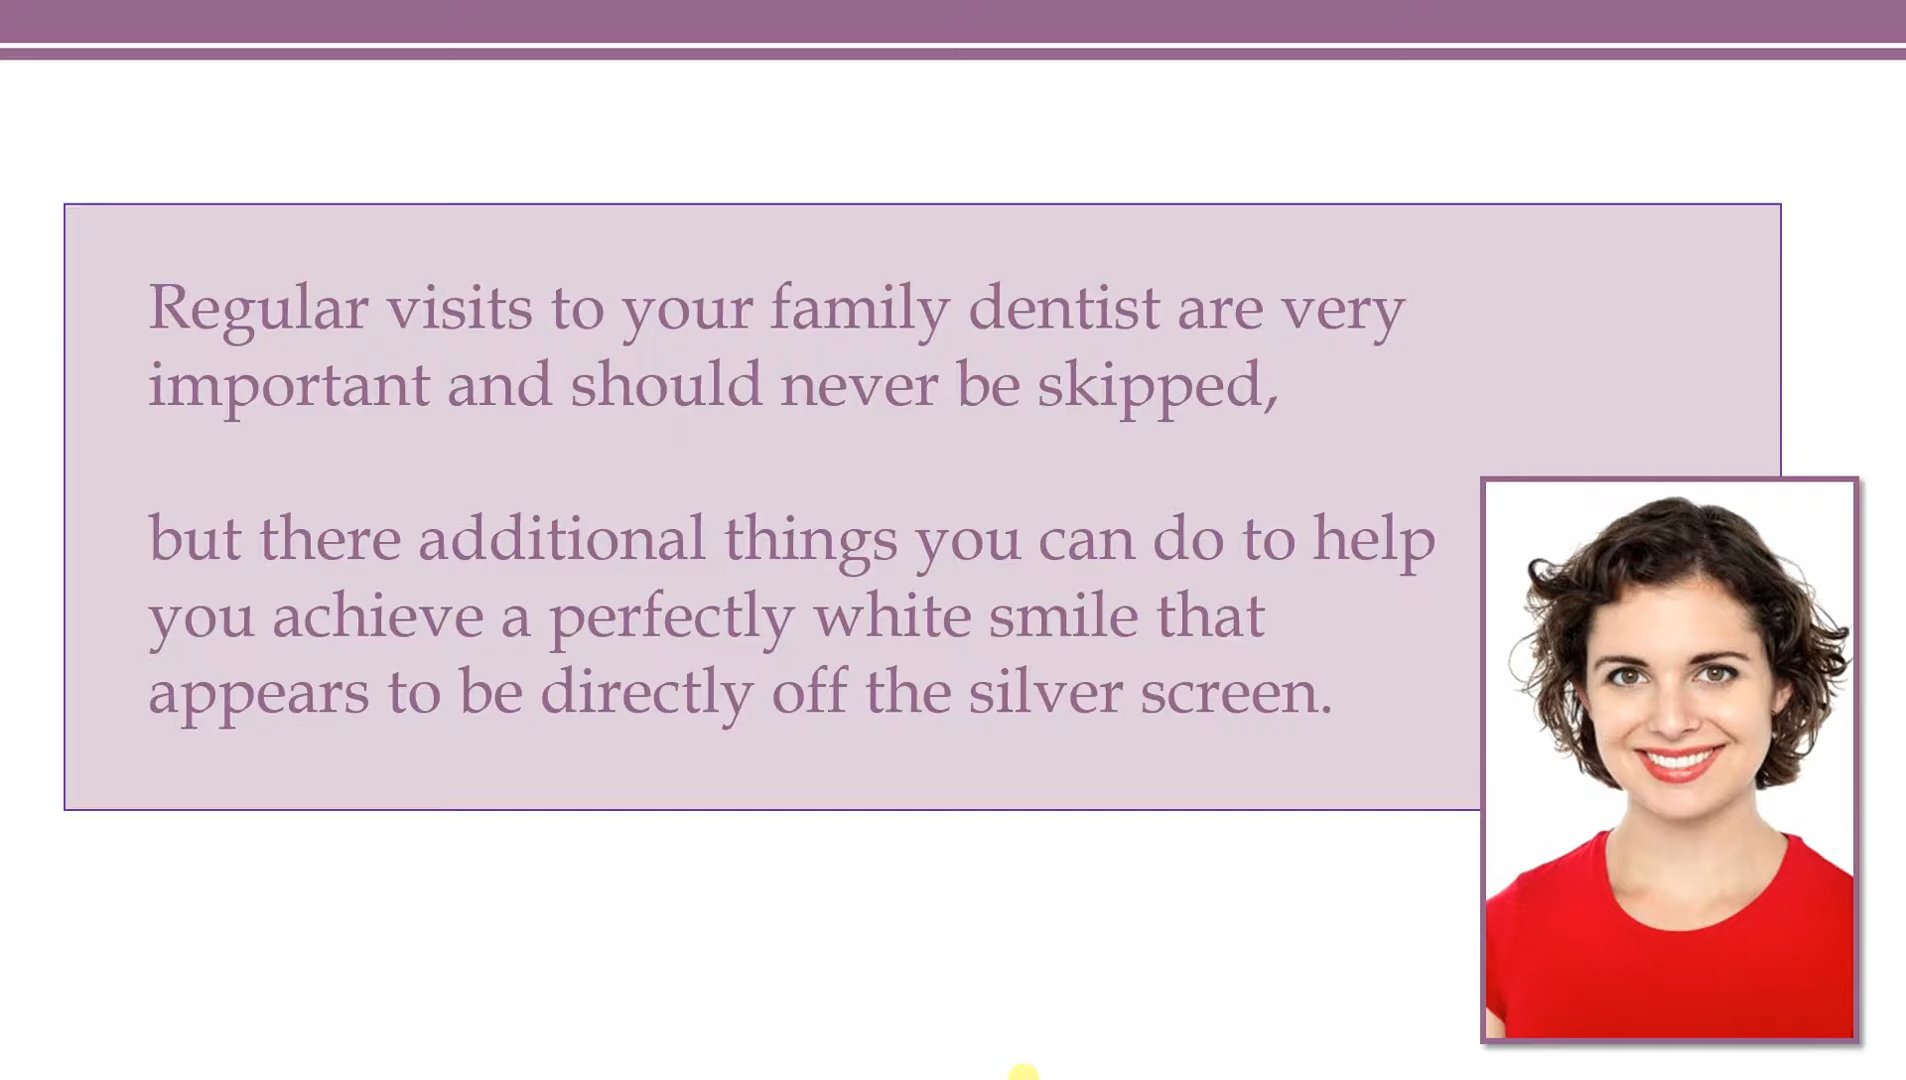 Regular visits to your family dentist are very
important and should never be skipped,
but there additional things you can do to help
you achieve a perfectly white smile that
appears to be directly off the silver screen.